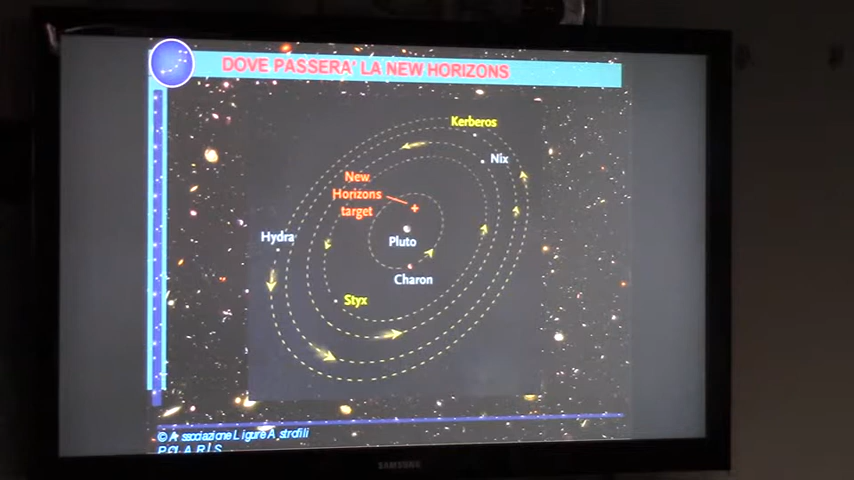 DOVE PASSERA' LA NEW HORIZONS
Kerberos
Nix
New
Horizons
target
Hydra
Pluto
Charon
Styx
© Associazione Ligure Astrofili
POLARIS
SAMSUNG